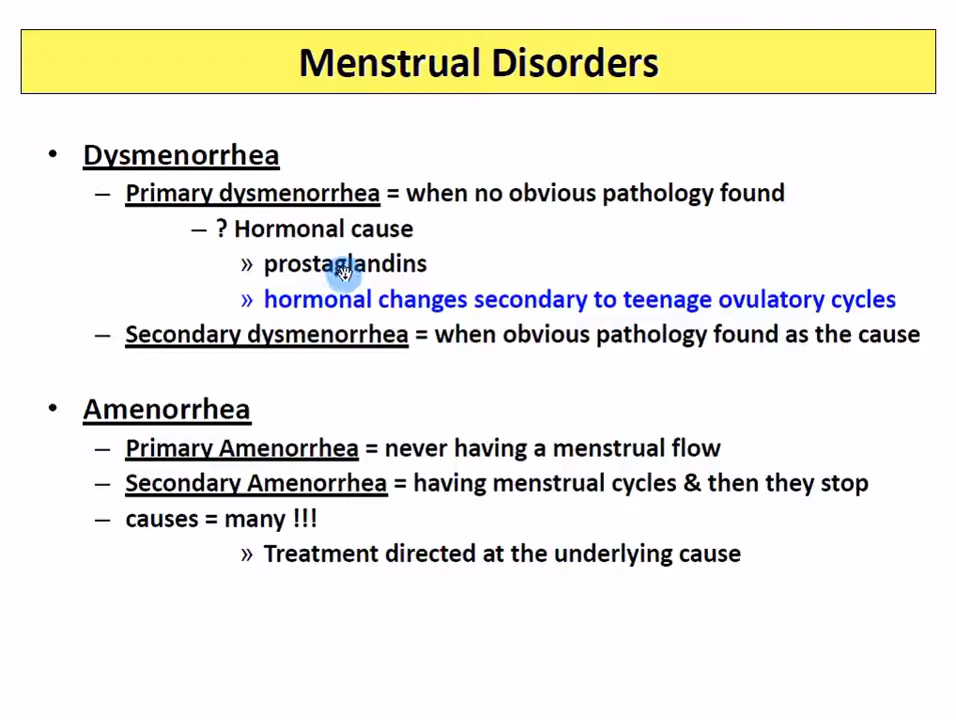 Menstrual Disorders
• Dysmenorrhea
– Primary dysmenorrhea = when no obvious pathology found
– ? Hormonal cause
» prostaglandins
» hormonal changes secondary to teenage ovulatory cycles
– Secondary dysmenorrhea = when obvious pathology found as the cause
• Amenorrhea
– Primary Amenorrhea = never having a menstrual flow
– Secondary Amenorrhea = having menstrual cycles & then they stop
– causes = many !!!
» Treatment directed at the underlying cause